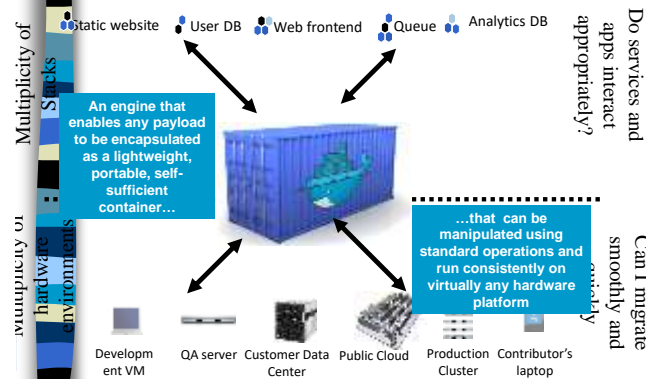 Static website
User DB
Web frontend
Queue
Analytics DB
Multiplicity of
Stacks
Do services and
apps interact
appropriately?
An engine that
enables any payload
to be encapsulated
as a lightweight,
portable, self-
sufficient
container…
…that can be
manipulated using
standard operations and
run consistently on
virtually any hardware
platform
Multiplicity of
hardware
environments
Can I migrate
smoothly and
quickly
Developm
ent VM
QA server
Customer Data
Center
Public Cloud
Production
Cluster
Contributor’s
laptop